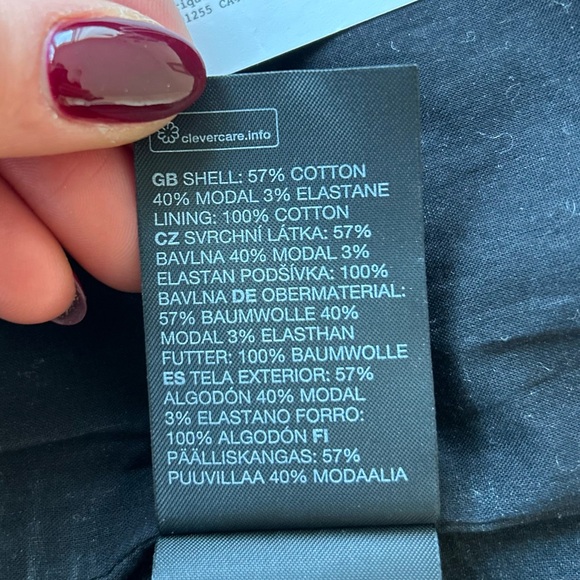 1255 CA
clevercare.info
GB SHELL: 57% COTTON
40% MODAL 3% ELASTANE
LINING: 100% COTTON
CZ SVRCHNÍ LÁTKA: 57%
BAVLNA 40% MODAL 3%
ELASTAN PODŠÍVKA: 100%
BAVLNA DE OBERMATERIAL:
57% BAUMWOLLE 40%
MODAL 3% ELASTHAN
FUTTER: 100% BAUMWOLLE
ES TELA EXTERIOR: 57%
ALGODÓN 40% MODAL
3% ELASTANO FORRO:
100% ALGODÓN FI
PÄÄLLISKANGAS: 57%
PUUVILLAA 40% MODAALIA